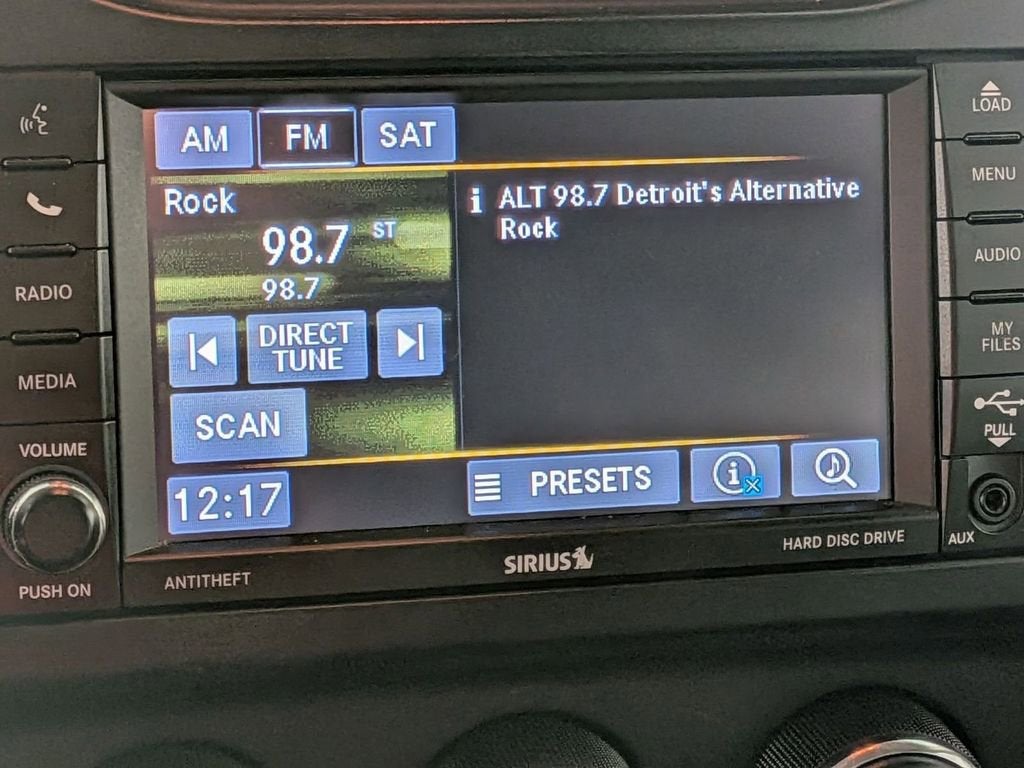 AM FM SAT
Rock
98.7 ST
98.7
DIRECT
TUNE
SCAN
12:17
i ALT 98.7 Detroit's Alternative
Rock
PRESETS
i
RADIO
MEDIA
VOLUME
PUSH ON
ANTITHEFT
SIRIUS
HARD DISC DRIVE
LOAD
MENU
AUDIO
MY
FILES
PULL
AUX